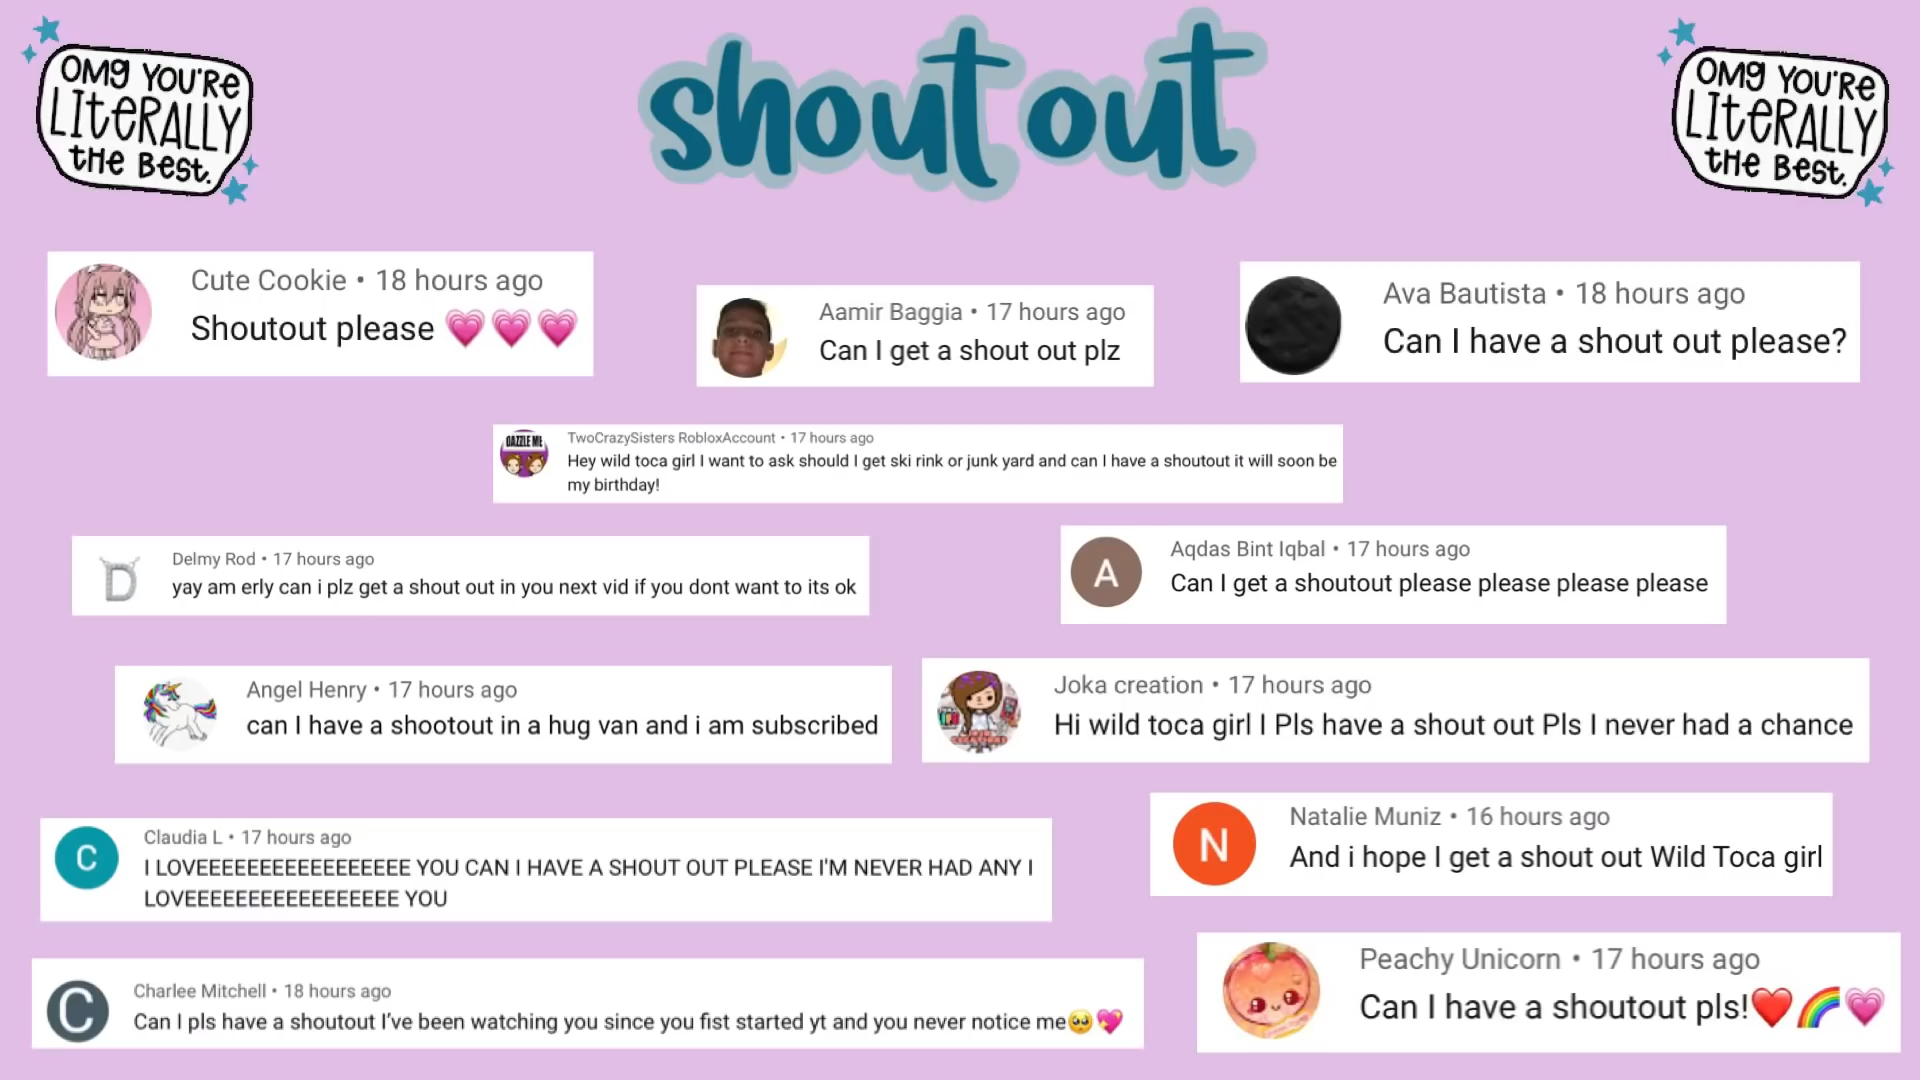 OMG YOU'RE
LITERALLY
THE BEST.
shout out
OMG YOU'RE
LITERALLY
THE BEST.
Cute Cookie • 18 hours ago
Shoutout please 💗💗💗
Aamir Baggia • 17 hours ago
Can I get a shout out plz
Ava Bautista • 18 hours ago
Can I have a shout out please?
DAZZLE ME
TwoCrazySisters RobloxAccount • 17 hours ago
Hey wild toca girl I want to ask should I get ski rink or junk yard and can I have a shoutout it will soon be
my birthday!
D
Delmy Rod • 17 hours ago
yay am erly can i plz get a shout out in you next vid if you dont want to its ok
A
Aqdas Bint Iqbal • 17 hours ago
Can I get a shoutout please please please please
Angel Henry • 17 hours ago
can I have a shootout in a hug van and i am subscribed
Joka creation • 17 hours ago
Hi wild toca girl I Pls have a shout out Pls I never had a chance
C
Claudia L • 17 hours ago
I LOVEEEEEEEEEEEEEEEEE YOU CAN I HAVE A SHOUT OUT PLEASE I'M NEVER HAD ANY I
LOVEEEEEEEEEEEEEEEEE YOU
N
Natalie Muniz • 16 hours ago
And i hope I get a shout out Wild Toca girl
C
Charlee Mitchell • 18 hours ago
Can I pls have a shoutout I've been watching you since you fist started yt and you never notice me🥺💖
Peachy Unicorn • 17 hours ago
Can I have a shoutout pls!❤️🌈💗